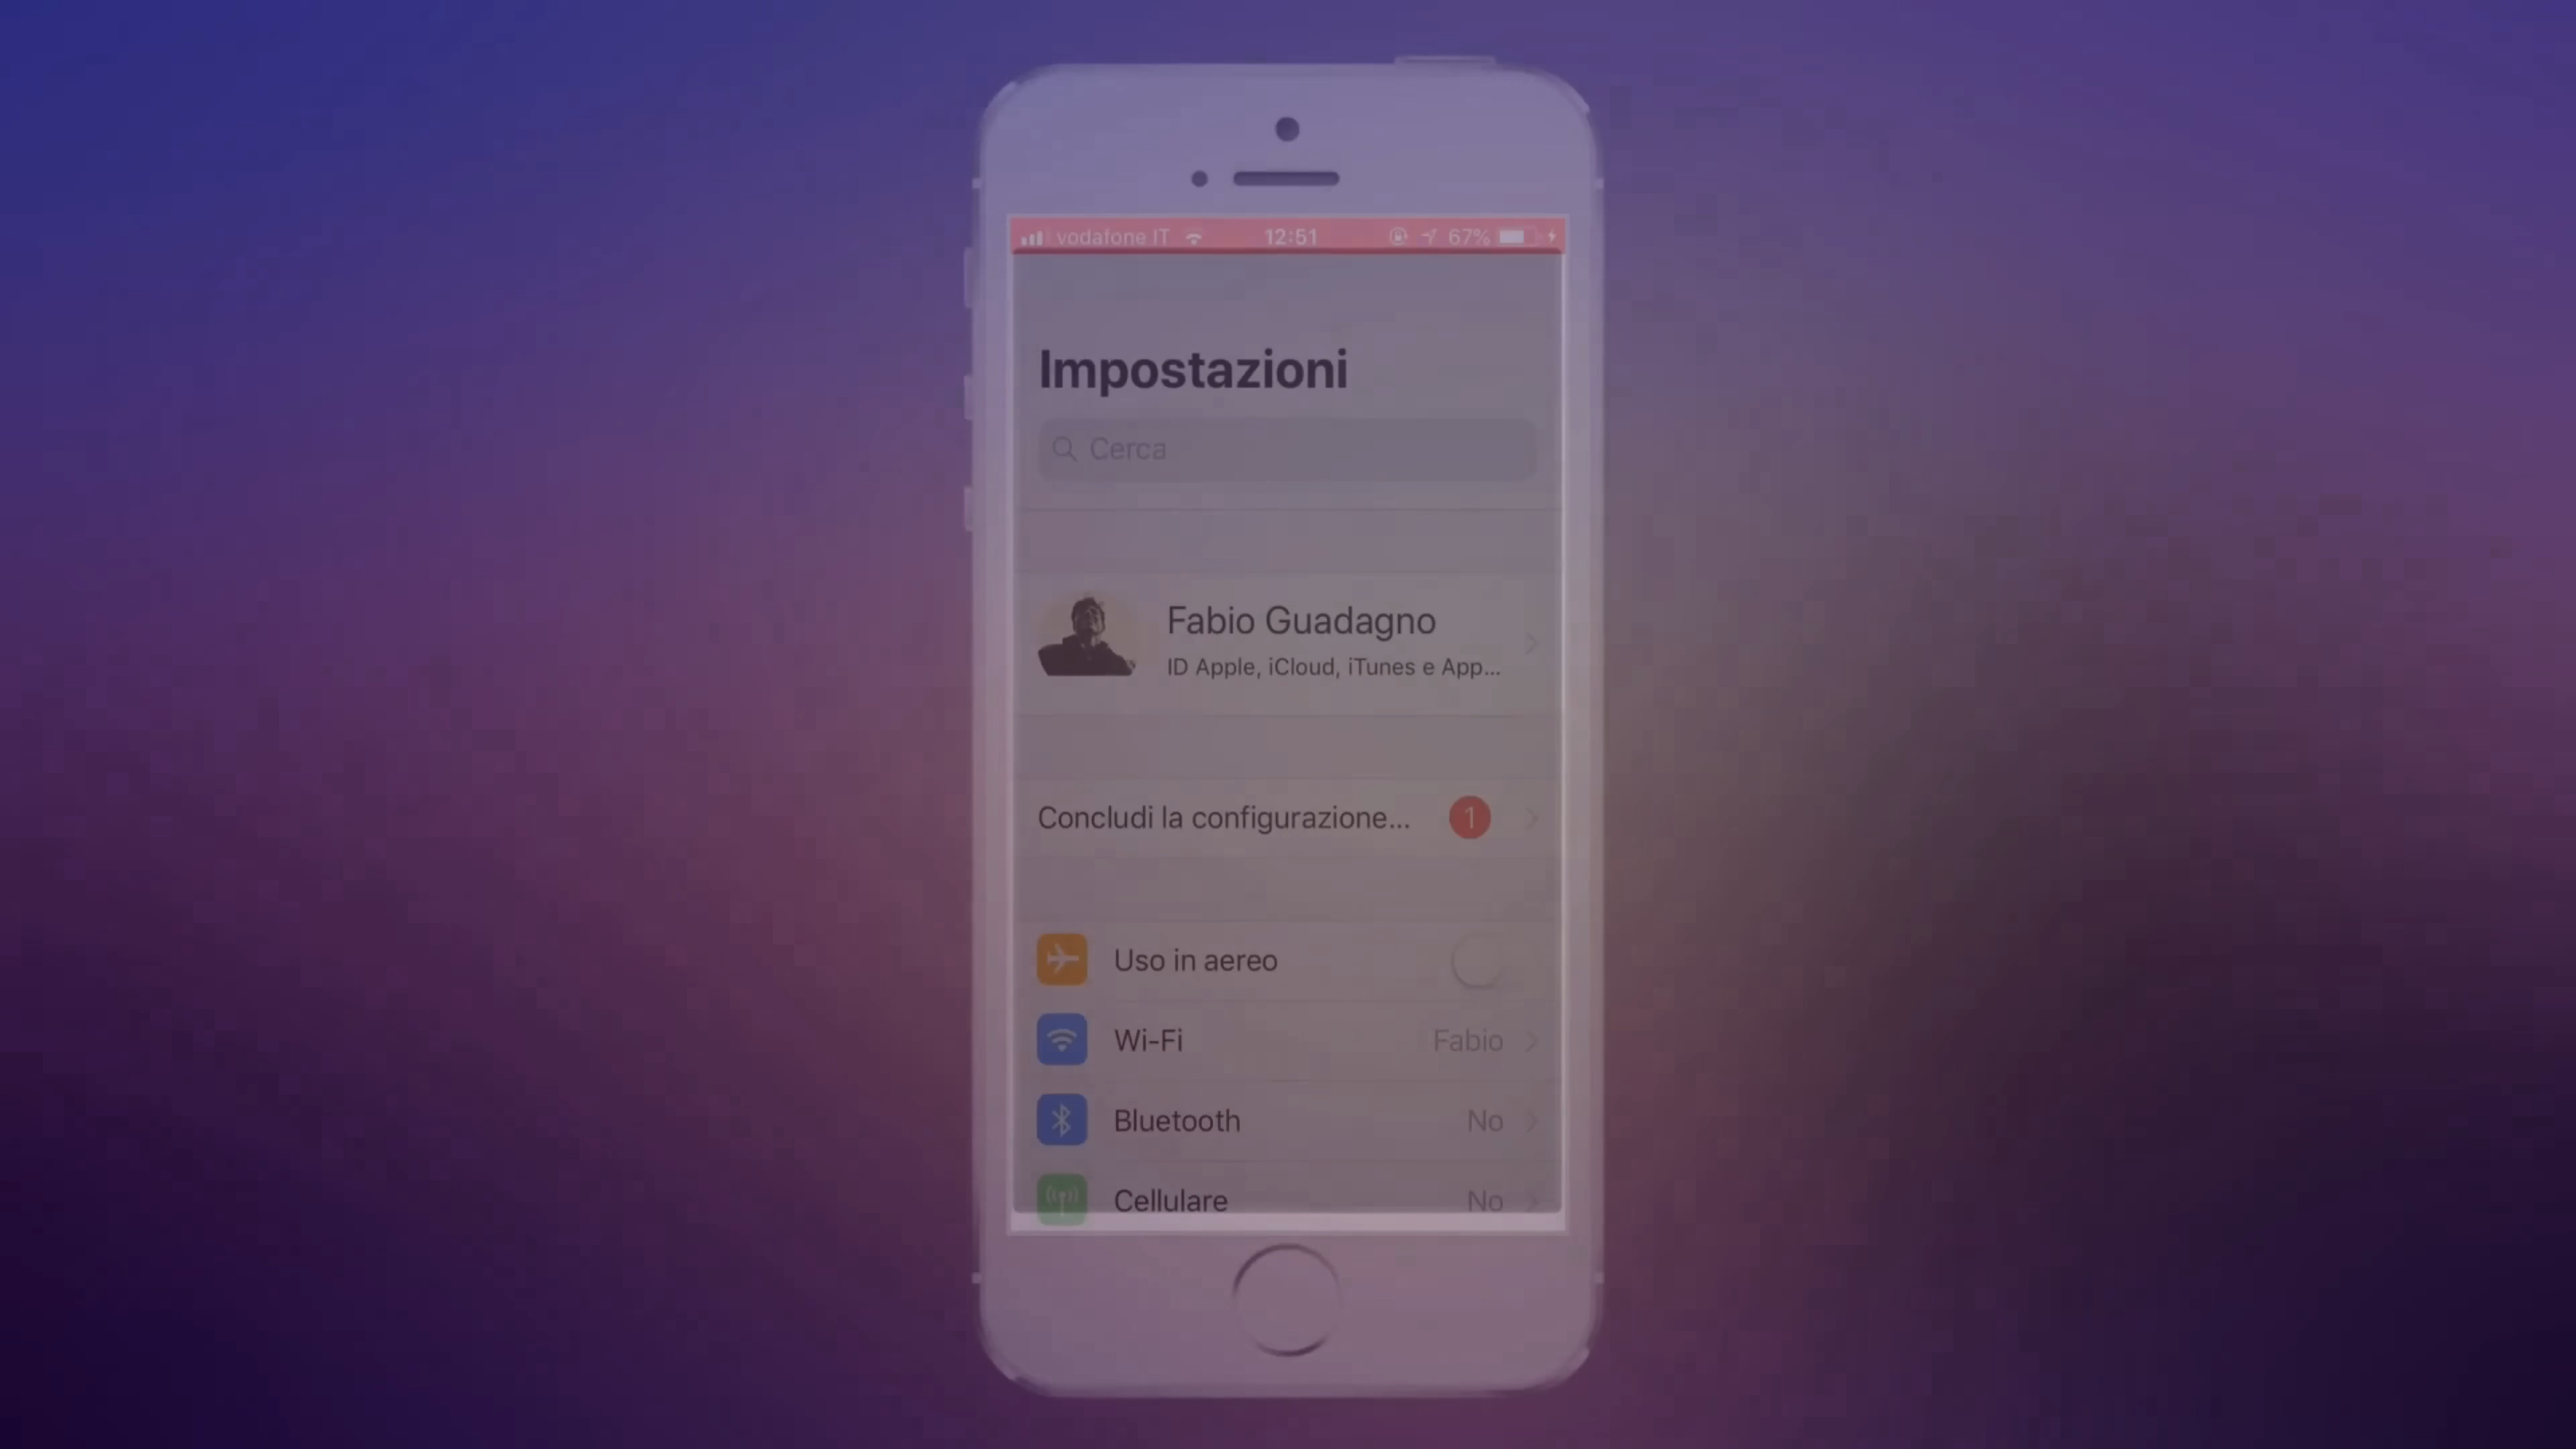 vodafone IT 12:51 67%
Impostazioni
Cerca
Fabio Guadagno
ID Apple, iCloud, iTunes e App...
Concludi la configurazione... 1
Uso in aereo
Wi-Fi Fabio
Bluetooth No
Cellulare No